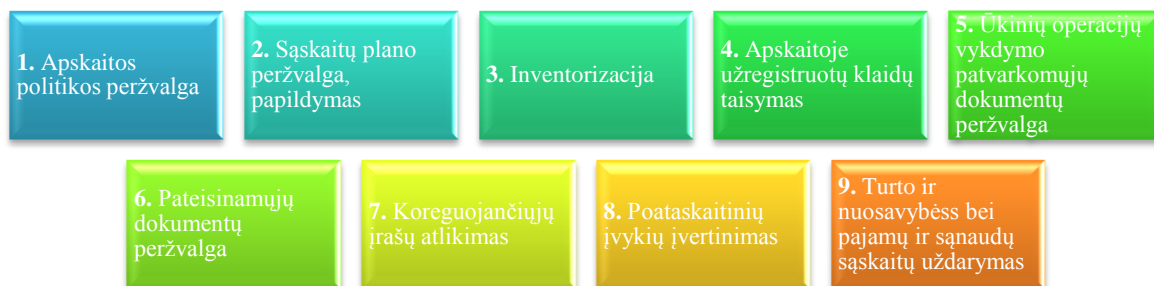 1. Apskaitos
politikos peržvalga
2. Sąskaitų plano
peržvalga,
papildymas
3. Inventorizacija
4. Apskaitoje
užregistruotų klaidų
taisymas
5. Ūkinių operacijų
vykdymo
patvarkomųjų
dokumentų
peržvalga
6. Pateisinamųjų
dokumentų
peržvalga
7. Koreguojančiųjų
įrašų atlikimas
8. Poataskaitinių
įvykių įvertinimas
9. Turto ir
nuosavybėss bei
pajamų ir sąnaudų
sąskaitų uždarymas